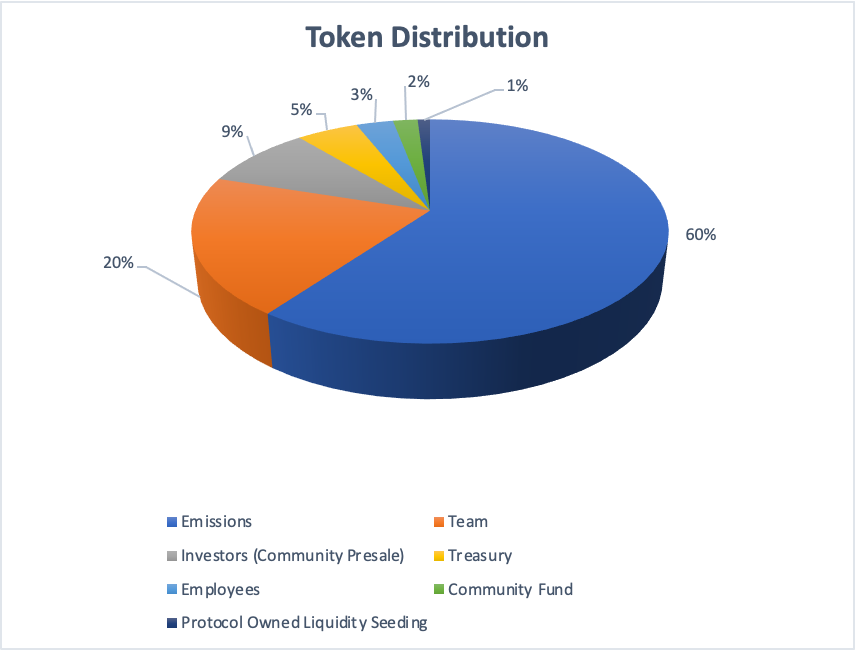 Token Distribution
2%
1%
3%
5%
9%
60%
20%
Emissions
Team
Investors (Community Presale)
Treasury
Employees
Community Fund
Protocol Owned Liquidity Seeding